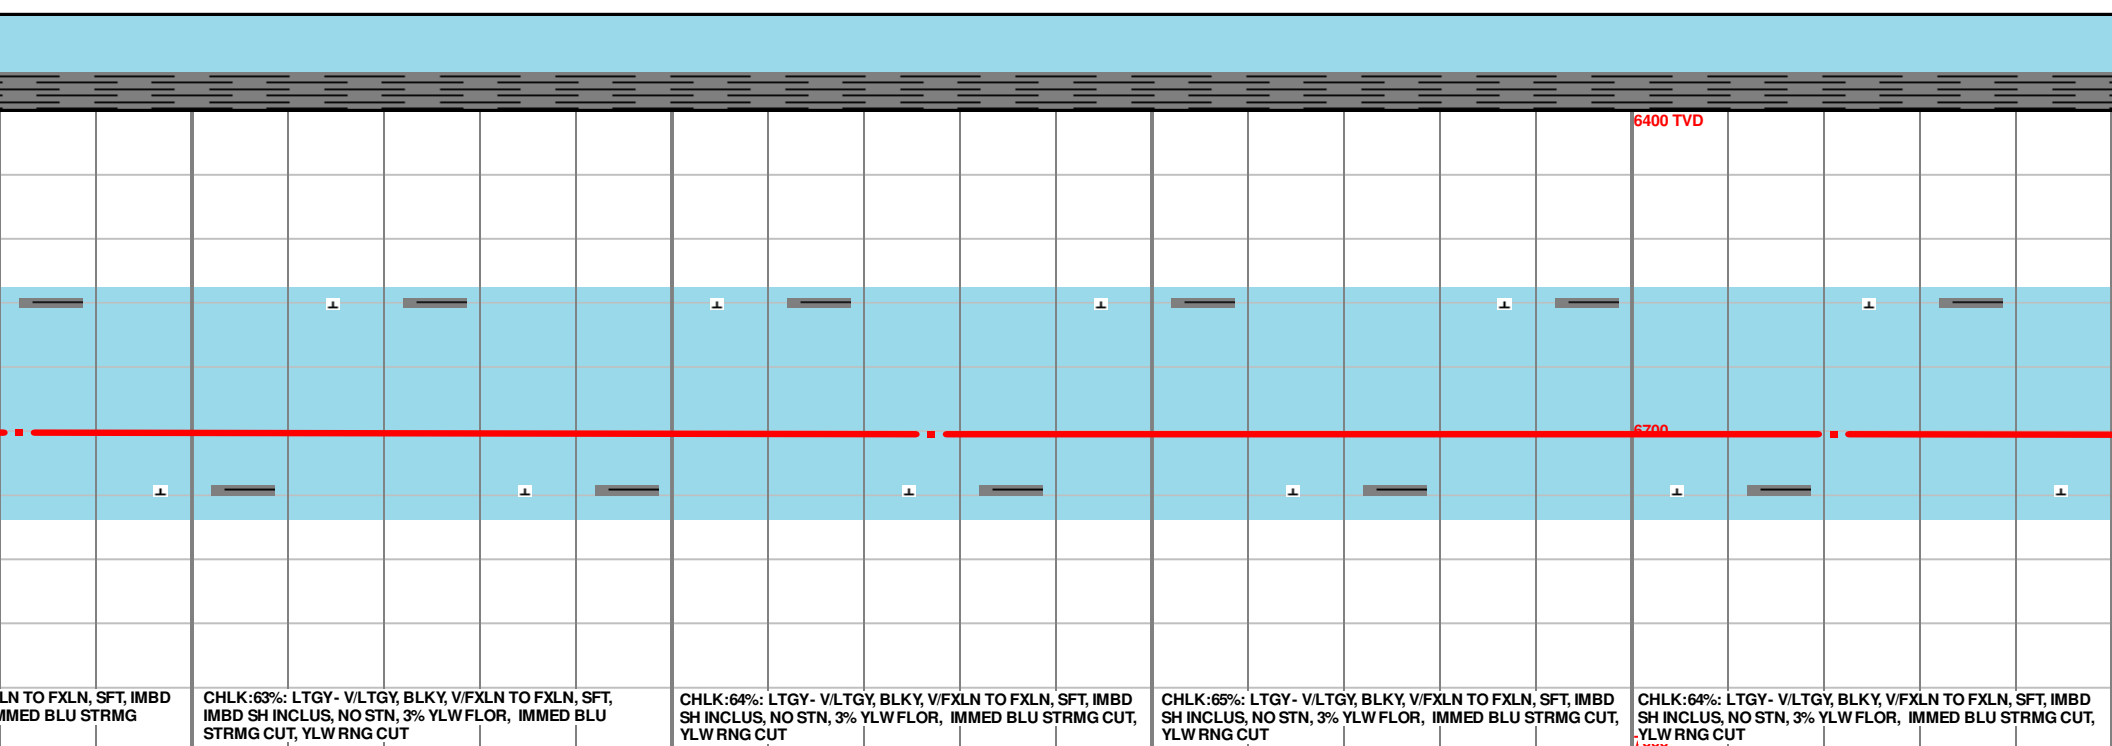 6400 TVD
6700
LN TO FXLN, SFT, IMBD
MMED BLU STRMG
CHLK:63%: LTGY- V/LTGY, BLKY, V/FXLN TO FXLN, SFT,
IMBD SH INCLUS, NO STN, 3% YLW FLOR, IMMED BLU
STRMG CUT, YLW RNG CUT
CHLK:64%: LTGY- V/LTGY, BLKY, V/FXLN TO FXLN, SFT, IMBD
SH INCLUS, NO STN, 3% YLW FLOR, IMMED BLU STRMG CUT,
YLW RNG CUT
CHLK:65%: LTGY- V/LTGY, BLKY, V/FXLN TO FXLN, SFT, IMBD
SH INCLUS, NO STN, 3% YLW FLOR, IMMED BLU STRMG CUT,
YLW RNG CUT
CHLK:64%: LTGY- V/LTGY, BLKY, V/FXLN TO FXLN, SFT, IMBD
SH INCLUS, NO STN, 3% YLW FLOR, IMMED BLU STRMG CUT,
YLW RNG CUT